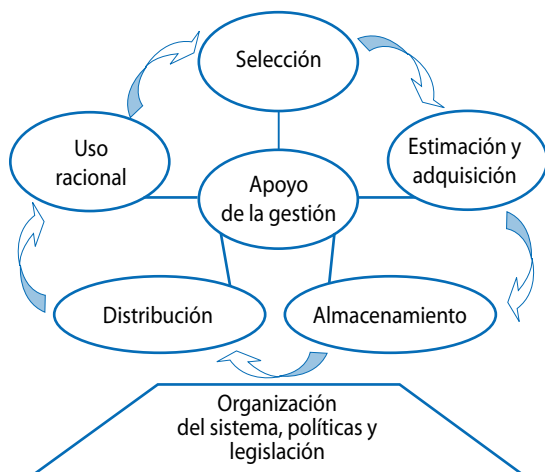 Selección
Uso
racional
Estimación y
adquisición
Apoyo
de la gestión
Distribución
Almacenamiento
Organización
del sistema, políticas y
legislación